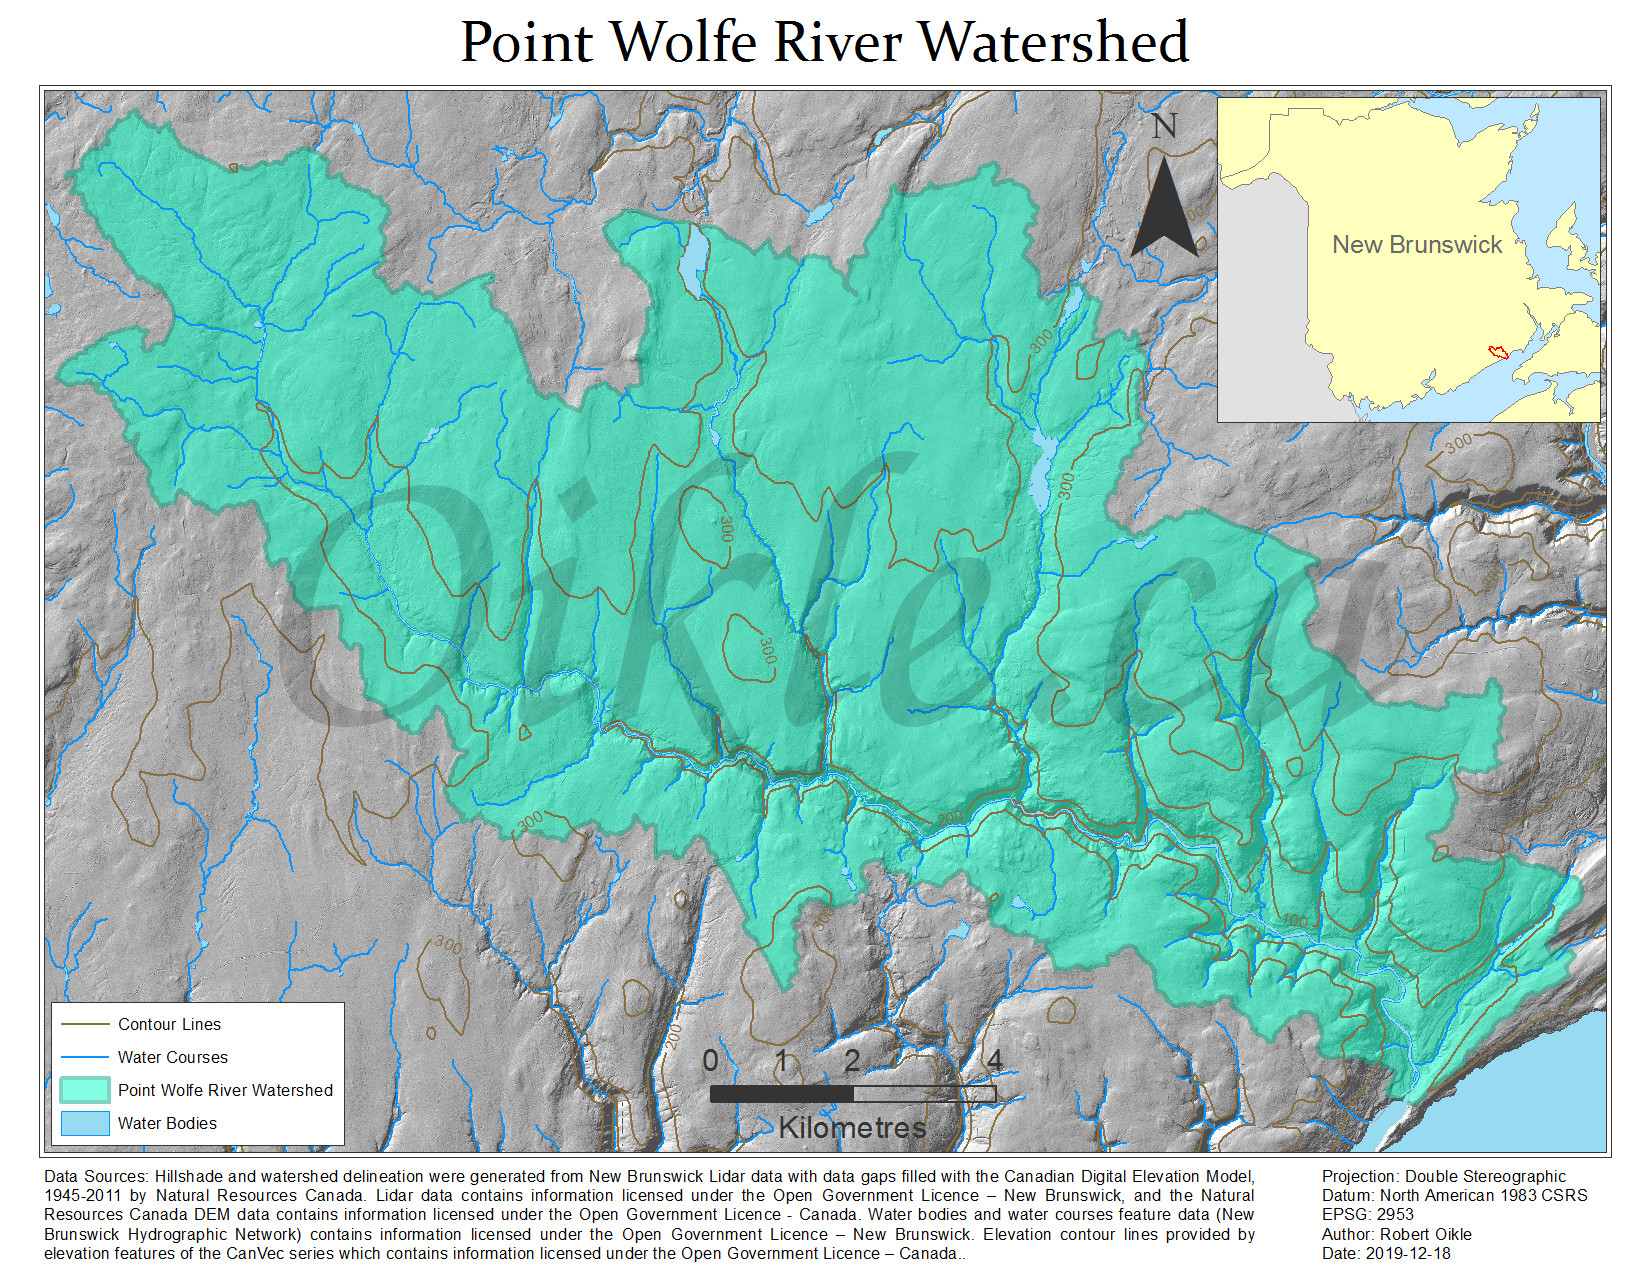 Point Wolfe River Watershed
N
New Brunswick
300
300
300
300
300
300
300
300
300
200
100
200
Oikle.ca
0 1 2 4
Kilometres
Contour Lines
Water Courses
Point Wolfe River Watershed
Water Bodies
Data Sources: Hillshade and watershed delineation were generated from New Brunswick Lidar data with data gaps filled with the Canadian Digital Elevation Model,
1945-2011 by Natural Resources Canada. Lidar data contains information licensed under the Open Government Licence – New Brunswick, and the Natural
Resources Canada DEM data contains information licensed under the Open Government Licence - Canada. Water bodies and water courses feature data (New
Brunswick Hydrographic Network) contains information licensed under the Open Government Licence – New Brunswick. Elevation contour lines provided by
elevation features of the CanVec series which contains information licensed under the Open Government Licence – Canada..
Projection: Double Stereographic
Datum: North American 1983 CSRS
EPSG: 2953
Author: Robert Oikle
Date: 2019-12-18